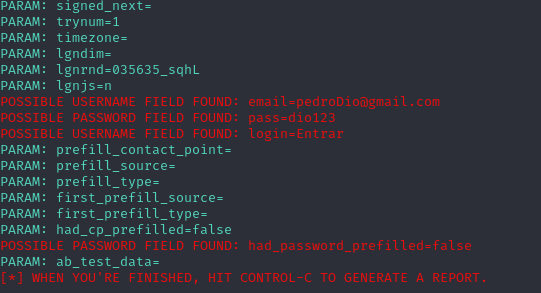 PARAM: signed_next=
PARAM: trynum=1
PARAM: timezone=
PARAM: lgndim=
PARAM: lgnrnd=035635_sqhL
PARAM: lgnjs=n
POSSIBLE USERNAME FIELD FOUND: email=pedroDio@gmail.com
POSSIBLE PASSWORD FIELD FOUND: pass=dio123
POSSIBLE USERNAME FIELD FOUND: login=Entrar
PARAM: prefill_contact_point=
PARAM: prefill_source=
PARAM: prefill_type=
PARAM: first_prefill_source=
PARAM: first_prefill_type=
PARAM: had_cp_prefilled=false
POSSIBLE PASSWORD FIELD FOUND: had_password_prefilled=false
PARAM: ab_test_data=
[*] WHEN YOU'RE FINISHED, HIT CONTROL-C TO GENERATE A REPORT.